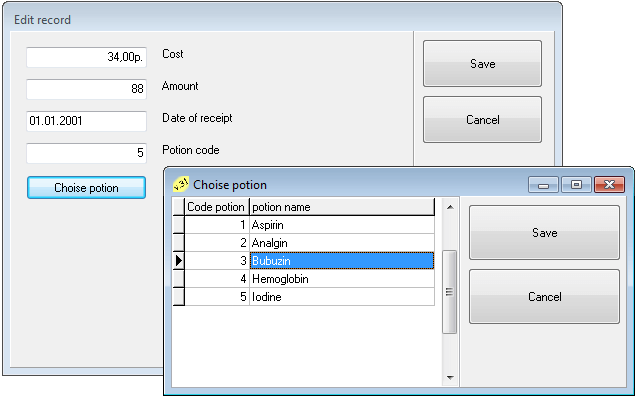 Edit record
34,00р. Cost
88 Amount
01.01.2001 Date of receipt
5 Potion code
Choise potion
Save
Cancel
Choise potion
Code potion potion name
1 Aspirin
2 Analgin
3 Bubuzin
4 Hemoglobin
5 Iodine
Save
Cancel